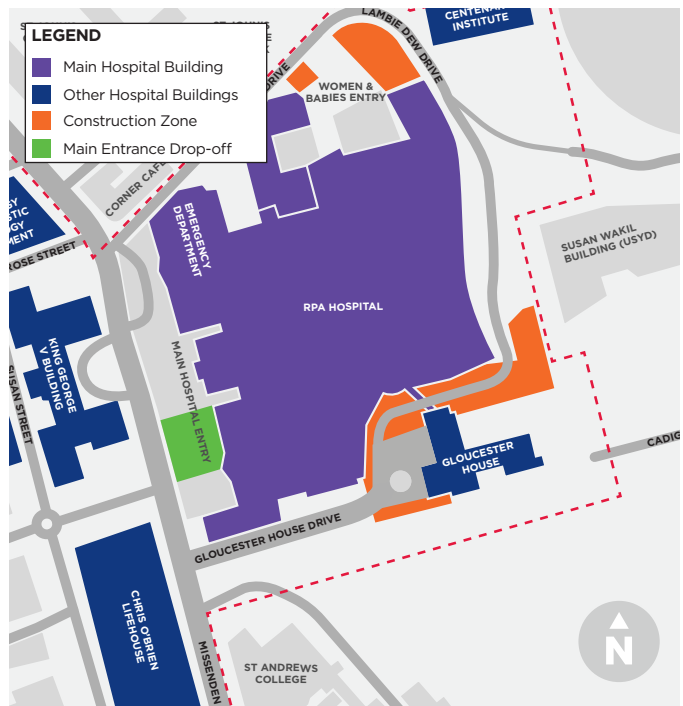 LEGEND
Main Hospital Building
Other Hospital Buildings
Construction Zone
Main Entrance Drop-off
CENTENA
INSTITUTE
LAMBIE DEW DRIVE
DRIVE
WOMEN &
BABIES ENTRY
CORNER CAFE
EMERGENCY
DEPARTMENT
ROSE STREET
SUSAN WAKIL
BUILDING (USYD)
RPA HOSPITAL
KING GEORGE
V BUILDING
MAIN HOSPITAL ENTRY
SUSAN STREET
GLOUCESTER
HOUSE
CADIG
GLOUCESTER HOUSE DRIVE
CHRIS O'BRIEN
LIFEHOUSE
MISSENDEN
ST ANDREWS
COLLEGE
N